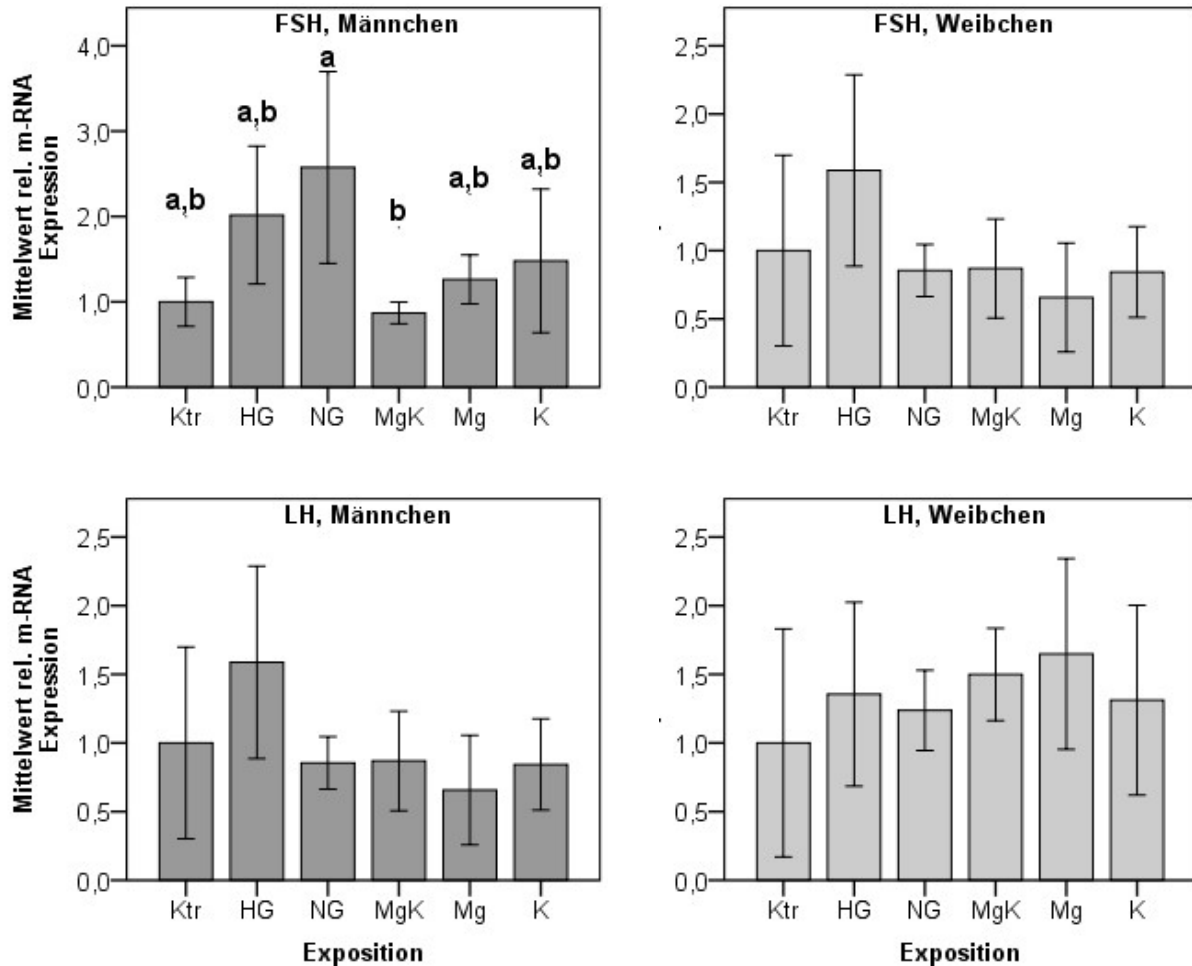 FSH, Männchen
Mittelwert rel. m-RNA
Expression
4,0
3,0
2,0
1,0
0,0
a,b
a,b
a
b
a,b
a,b
Ktr HG NG MgK Mg K
FSH, Weibchen
2,5
2,0
1,5
1,0
0,5
0,0
Ktr HG NG MgK Mg K
LH, Männchen
Mittelwert rel. m-RNA
Expression
2,5
2,0
1,5
1,0
0,5
0,0
Ktr HG NG MgK Mg K
Exposition
LH, Weibchen
2,5
2,0
1,5
1,0
0,5
0,0
Ktr HG NG MgK Mg K
Exposition